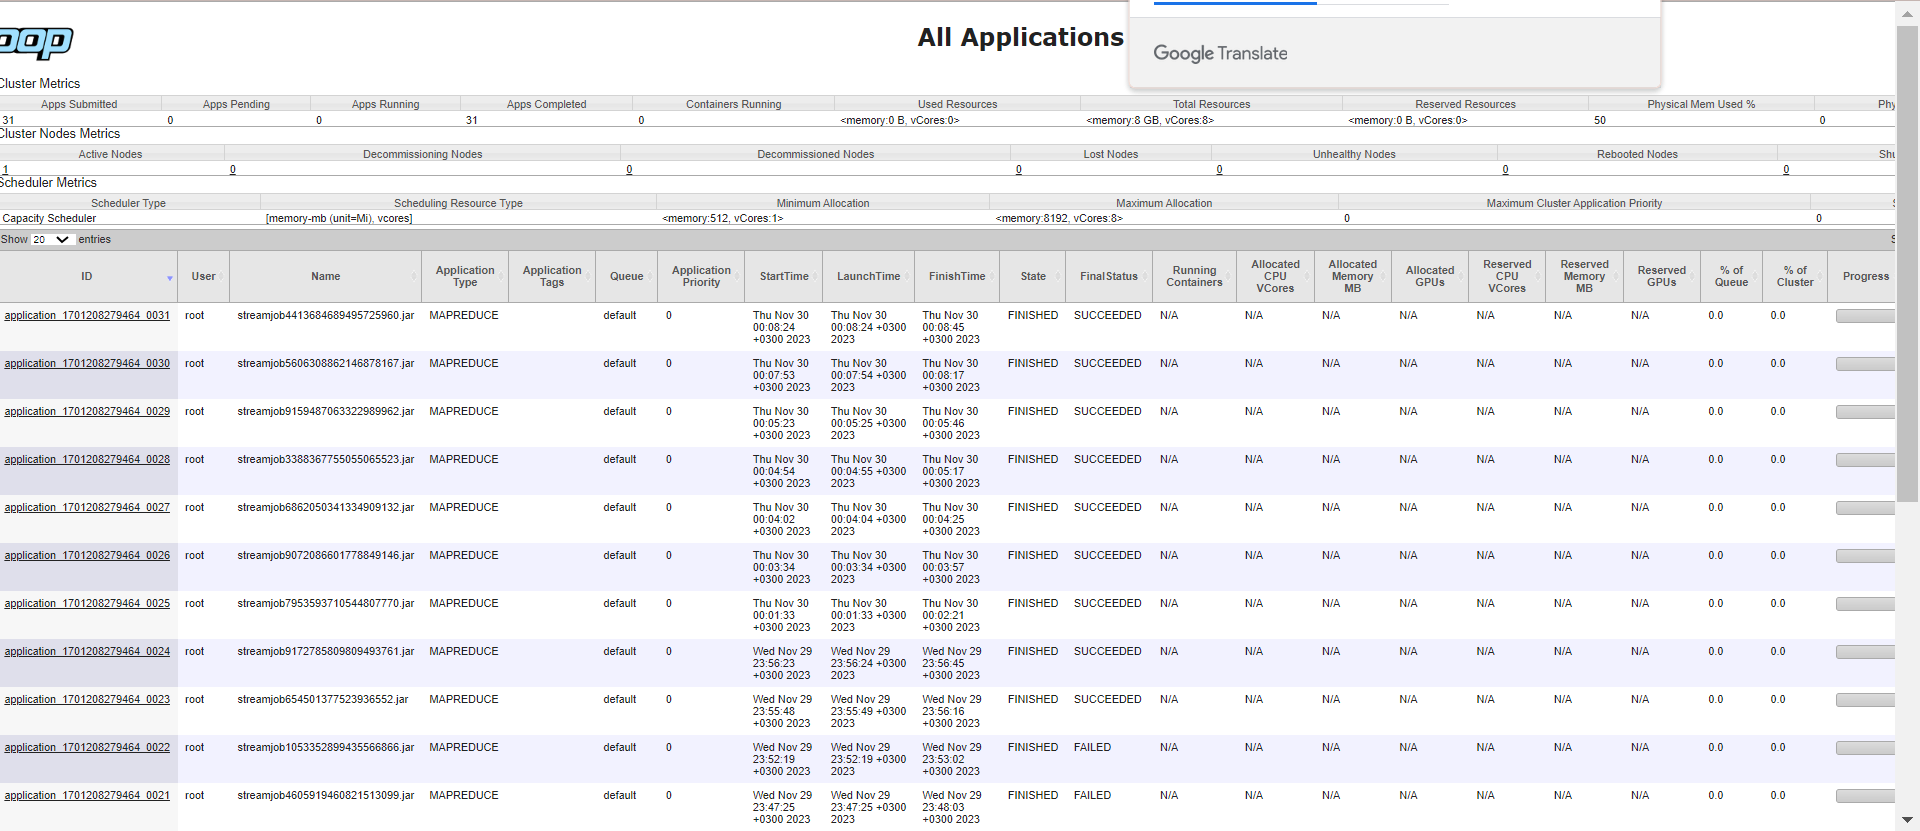 oop
All Applications
Google Translate
Cluster Metrics
Apps Submitted Apps Pending Apps Running Apps Completed Containers Running Used Resources Total Resources Reserved Resources Physical Mem Used % Phy
31 0 0 31 0 <memory:0 B, vCores:0> <memory:8 GB, vCores:8> <memory:0 B, vCores:0> 50 0
Cluster Nodes Metrics
Active Nodes Decommissioning Nodes Decommissioned Nodes Lost Nodes Unhealthy Nodes Rebooted Nodes Shu
1 0 0 0 0 0 0
Scheduler Metrics
Scheduler Type Scheduling Resource Type Minimum Allocation Maximum Allocation Maximum Cluster Application Priority
Capacity Scheduler [memory-mb (unit=Mi), vcores] <memory:512, vCores:1> <memory:8192, vCores:8> 0 0
Show 20 entries
ID User Name Application Type Application Tags Queue Application Priority StartTime LaunchTime FinishTime State FinalStatus Running Containers Allocated CPU VCores Allocated Memory MB Allocated GPUs Reserved CPU VCores Reserved Memory MB Reserved GPUs % of Queue % of Cluster Progress
application_1701208279464_0031 root streamjob4413684689495725960.jar MAPREDUCE default 0 Thu Nov 30 00:08:24 +0300 2023 Thu Nov 30 00:08:24 +0300 2023 Thu Nov 30 00:08:45 +0300 2023 FINISHED SUCCEEDED N/A N/A N/A N/A N/A N/A N/A 0.0 0.0
application_1701208279464_0030 root streamjob5606308862146878167.jar MAPREDUCE default 0 Thu Nov 30 00:07:53 +0300 2023 Thu Nov 30 00:07:54 +0300 2023 Thu Nov 30 00:08:17 +0300 2023 FINISHED SUCCEEDED N/A N/A N/A N/A N/A N/A N/A 0.0 0.0
application_1701208279464_0029 root streamjob9159487063322989962.jar MAPREDUCE default 0 Thu Nov 30 00:05:23 +0300 2023 Thu Nov 30 00:05:25 +0300 2023 Thu Nov 30 00:05:46 +0300 2023 FINISHED SUCCEEDED N/A N/A N/A N/A N/A N/A N/A 0.0 0.0
application_1701208279464_0028 root streamjob3388367755055065523.jar MAPREDUCE default 0 Thu Nov 30 00:04:54 +0300 2023 Thu Nov 30 00:04:55 +0300 2023 Thu Nov 30 00:05:17 +0300 2023 FINISHED SUCCEEDED N/A N/A N/A N/A N/A N/A N/A 0.0 0.0
application_1701208279464_0027 root streamjob6862050341334909132.jar MAPREDUCE default 0 Thu Nov 30 00:04:02 +0300 2023 Thu Nov 30 00:04:04 +0300 2023 Thu Nov 30 00:04:25 +0300 2023 FINISHED SUCCEEDED N/A N/A N/A N/A N/A N/A N/A 0.0 0.0
application_1701208279464_0026 root streamjob9072086601778849146.jar MAPREDUCE default 0 Thu Nov 30 00:03:34 +0300 2023 Thu Nov 30 00:03:34 +0300 2023 Thu Nov 30 00:03:57 +0300 2023 FINISHED SUCCEEDED N/A N/A N/A N/A N/A N/A N/A 0.0 0.0
application_1701208279464_0025 root streamjob7953593710544807770.jar MAPREDUCE default 0 Thu Nov 30 00:01:33 +0300 2023 Thu Nov 30 00:01:33 +0300 2023 Thu Nov 30 00:02:21 +0300 2023 FINISHED SUCCEEDED N/A N/A N/A N/A N/A N/A N/A 0.0 0.0
application_1701208279464_0024 root streamjob9172785809809493761.jar MAPREDUCE default 0 Wed Nov 29 23:56:23 +0300 2023 Wed Nov 29 23:56:24 +0300 2023 Wed Nov 29 23:56:45 +0300 2023 FINISHED SUCCEEDED N/A N/A N/A N/A N/A N/A N/A 0.0 0.0
application_1701208279464_0023 root streamjob654501377523936552.jar MAPREDUCE default 0 Wed Nov 29 23:55:48 +0300 2023 Wed Nov 29 23:55:49 +0300 2023 Wed Nov 29 23:56:16 +0300 2023 FINISHED SUCCEEDED N/A N/A N/A N/A N/A N/A N/A 0.0 0.0
application_1701208279464_0022 root streamjob1053352899435566866.jar MAPREDUCE default 0 Wed Nov 29 23:52:19 +0300 2023 Wed Nov 29 23:52:19 +0300 2023 Wed Nov 29 23:53:02 +0300 2023 FINISHED FAILED N/A N/A N/A N/A N/A N/A N/A 0.0 0.0
application_1701208279464_0021 root streamjob4605919460821513099.jar MAPREDUCE default 0 Wed Nov 29 23:47:25 +0300 2023 Wed Nov 29 23:47:25 +0300 2023 Wed Nov 29 23:48:03 +0300 2023 FINISHED FAILED N/A N/A N/A N/A N/A N/A N/A 0.0 0.0